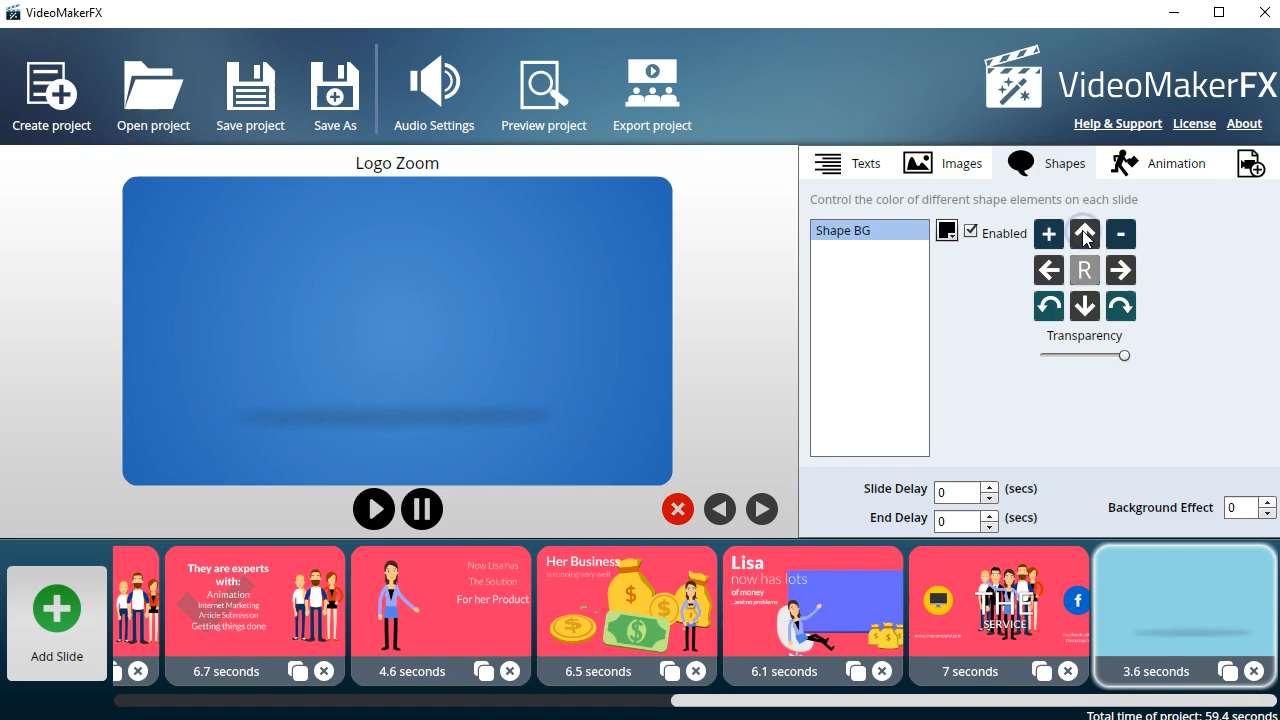 VideoMakerFX
Create project
Open project
Save project
Save As
Audio Settings
Preview project
Export project
VideoMakerFX
Help & Support License About
Logo Zoom
Texts
Images
Shapes
Animation
Control the color of different shape elements on each slide
Shape BG
Enabled
+
-
R
Transparency
Slide Delay 0 (secs)
End Delay 0 (secs)
Background Effect 0
Add Slide
They are experts
with:
Animation
Internet Marketing
Article Submission
Getting things done
6.7 seconds
Now Lisa has
The Solution
For her Product
4.6 seconds
Her Business
is running very well
6.5 seconds
Lisa
now has lots
of money
...and no problems
6.1 seconds
THE
SERVICE
7 seconds
3.6 seconds
Total time of project: 59.4 seconds